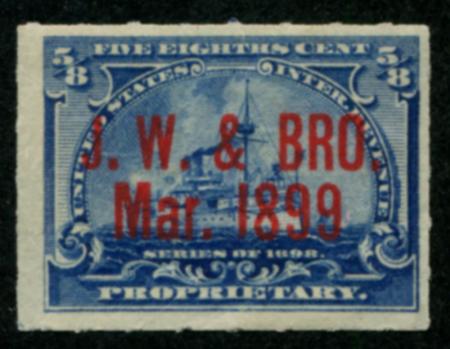 FIVE EIGHTHS CENT
5/8
5/8
UNITED STATES INTER. REVENUE
J. W. & BRO.
Mar. 1899
SERIES OF 1898.
PROPRIETARY.